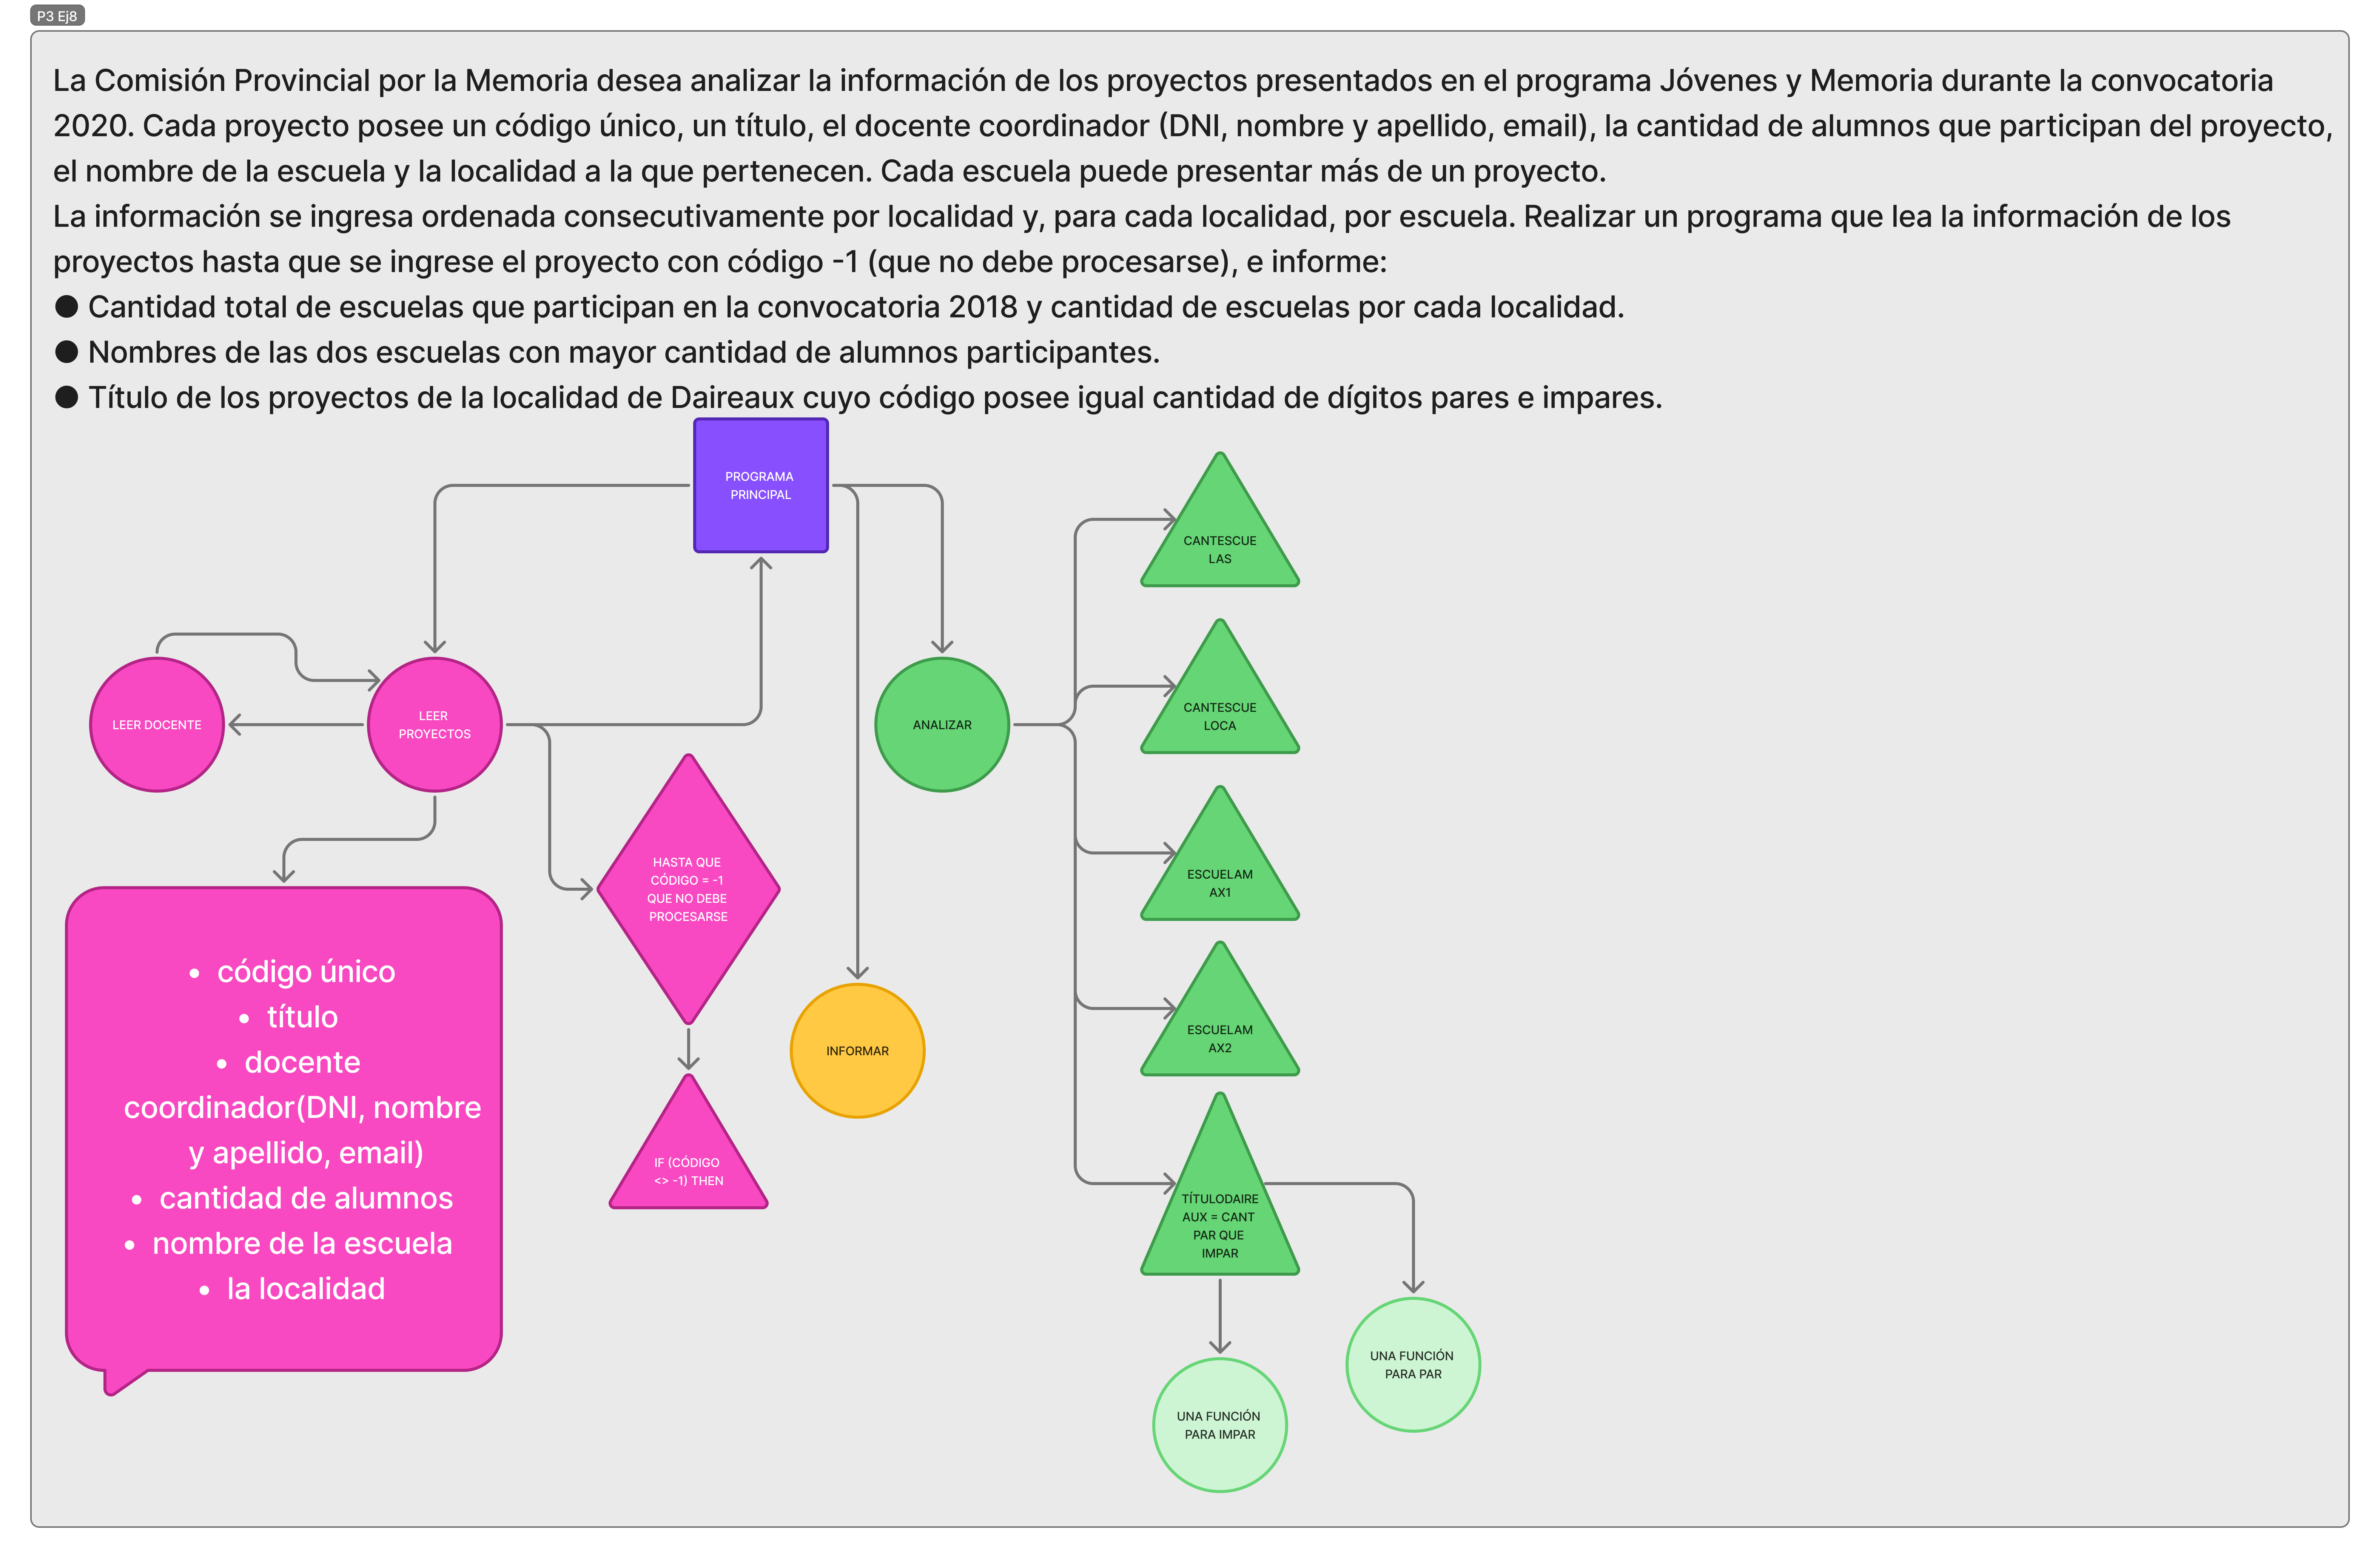 P3 Ej8
La Comisión Provincial por la Memoria desea analizar la información de los proyectos presentados en el programa Jóvenes y Memoria durante la convocatoria
2020. Cada proyecto posee un código único, un título, el docente coordinador (DNI, nombre y apellido, email), la cantidad de alumnos que participan del proyecto,
el nombre de la escuela y la localidad a la que pertenecen. Cada escuela puede presentar más de un proyecto.
La información se ingresa ordenada consecutivamente por localidad y, para cada localidad, por escuela. Realizar un programa que lea la información de los
proyectos hasta que se ingrese el proyecto con código -1 (que no debe procesarse), e informe:
● Cantidad total de escuelas que participan en la convocatoria 2018 y cantidad de escuelas por cada localidad.
● Nombres de las dos escuelas con mayor cantidad de alumnos participantes.
● Título de los proyectos de la localidad de Daireaux cuyo código posee igual cantidad de dígitos pares e impares.
PROGRAMA
PRINCIPAL
CANTESCUE
LAS
LEER DOCENTE
LEER
PROYECTOS
ANALIZAR
CANTESCUE
LOCA
HASTA QUE
CÓDIGO = -1
QUE NO DEBE
PROCESARSE
ESCUELAM
AX1
• código único
• título
• docente
coordinador(DNI, nombre
y apellido, email)
• cantidad de alumnos
• nombre de la escuela
• la localidad
INFORMAR
ESCUELAM
AX2
IF (CÓDIGO
<> -1) THEN
TÍTULODAIRE
AUX = CANT
PAR QUE
IMPAR
UNA FUNCIÓN
PARA PAR
UNA FUNCIÓN
PARA IMPAR